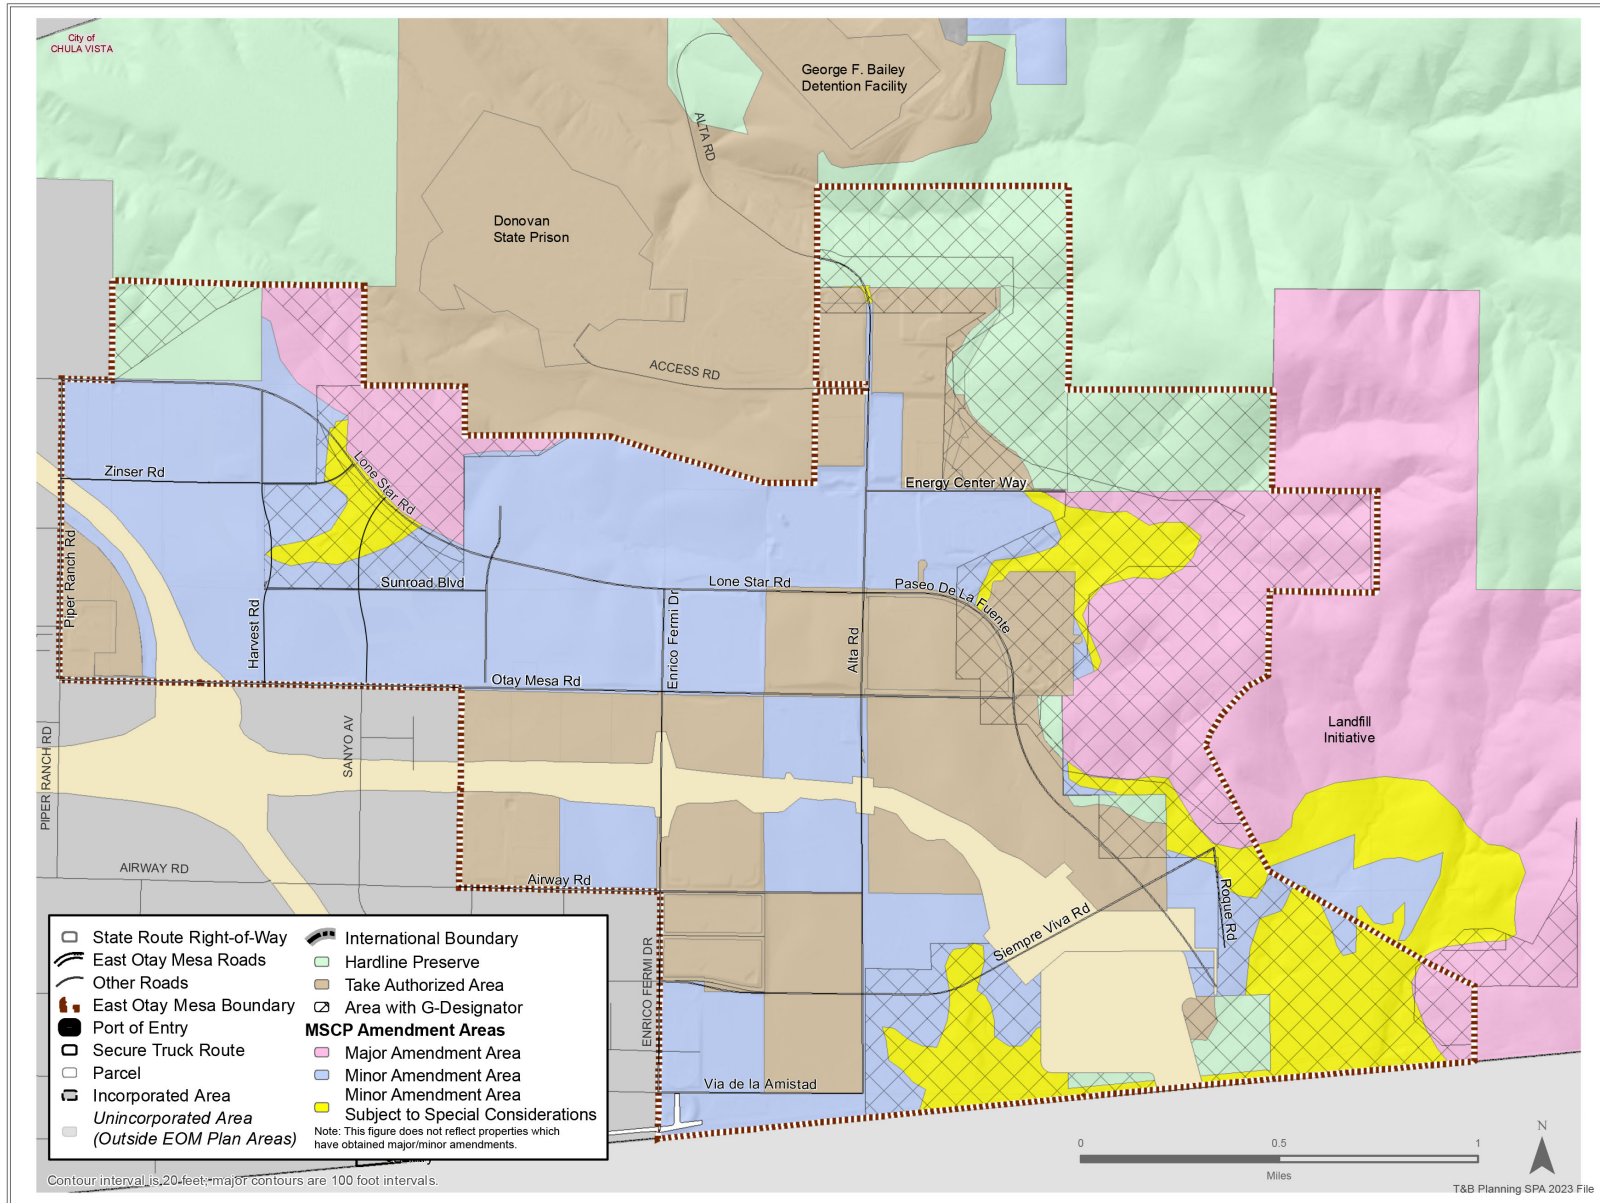 City of
CHULA VISTA
George F. Bailey
Detention Facility
ALTA RD
Donovan
State Prison
ACCESS RD
Zinser Rd
Lone Star Rd
Energy Center Way
Piper Ranch Rd
Sunroad Blvd
Lone Star Rd
Paseo De La Fuente
Harvest Rd
Enrico Fermi Dr
Alta Rd
Otay Mesa Rd
PIPER RANCH RD
SANYO AV
Landfill
Initiative
AIRWAY RD
Airway Rd
Siempre Viva Rd
Roque Rd
ENRICO FERMI DR
Via de la Amistad
State Route Right-of-Way
East Otay Mesa Roads
Other Roads
East Otay Mesa Boundary
Port of Entry
Secure Truck Route
Parcel
Incorporated Area
Unincorporated Area
(Outside EOM Plan Areas)
International Boundary
Hardline Preserve
Take Authorized Area
Area with G-Designator
MSCP Amendment Areas
Major Amendment Area
Minor Amendment Area
Minor Amendment Area
Subject to Special Considerations
Note: This figure does not reflect properties which
have obtained major/minor amendments.
Contour interval is 20 feet; major contours are 100 foot intervals.
0 0.5 1
Miles
N
T&B Planning SPA 2023 File